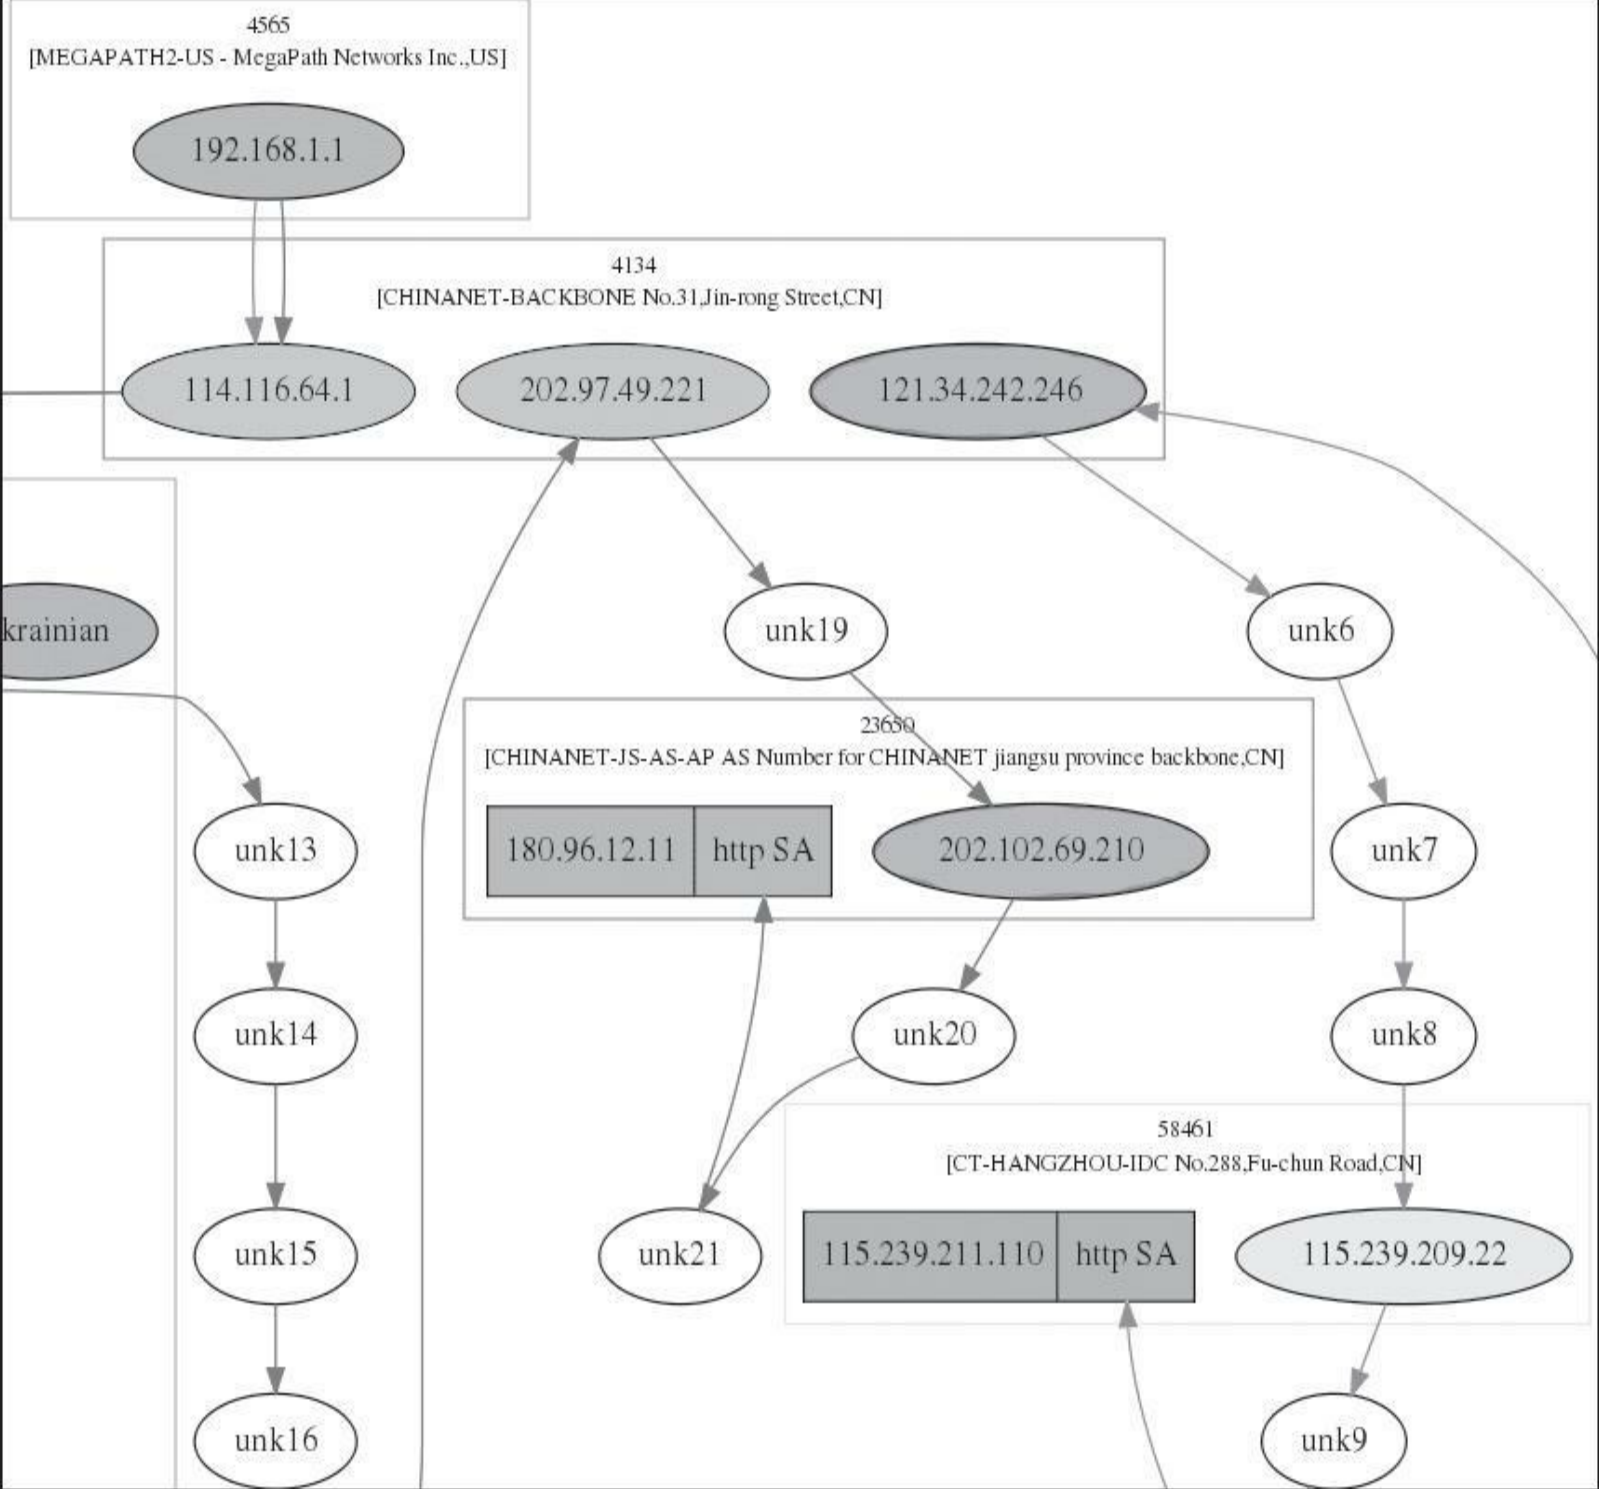 4565
[MEGAPATH2-US - MegaPath Networks Inc.,US]
192.168.1.1
4134
[CHINANET-BACKBONE No.31,Jin-rong Street,CN]
114.116.64.1
202.97.49.221
121.34.242.246
krainian
unk19
unk6
23650
[CHINANET-JS-AS-AP AS Number for CHINANET jiangsu province backbone,CN]
180.96.12.11
http SA
202.102.69.210
unk13
unk7
unk14
unk20
unk8
58461
[CT-HANGZHOU-IDC No.288,Fu-chun Road,CN]
unk15
unk21
115.239.211.110
http SA
115.239.209.22
unk16
unk9